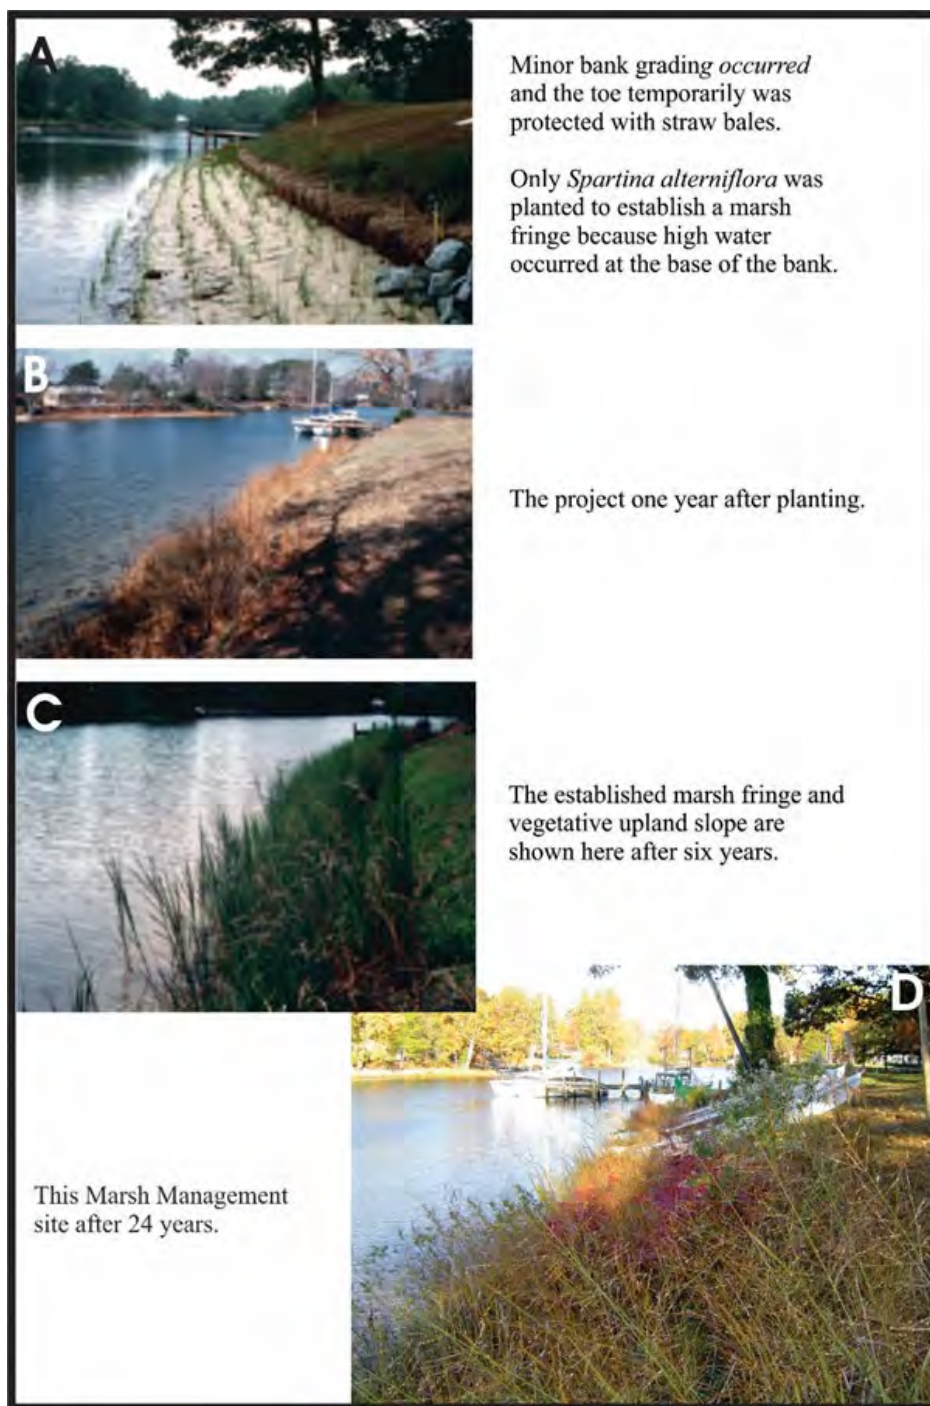 A
Minor bank grading occurred
and the toe temporarily was
protected with straw bales.
Only Spartina alterniflora was
planted to establish a marsh
fringe because high water
occurred at the base of the bank.
B
The project one year after planting.
C
The established marsh fringe and
vegetative upland slope are
shown here after six years.
D
This Marsh Management
site after 24 years.